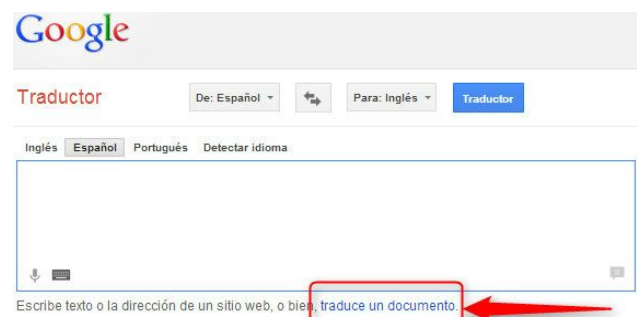 Google
Traductor De: Español Para: Inglés Traductor
Inglés Español Portugués Detectar idioma
Escribe texto o la dirección de un sitio web, o bien, traduce un documento.